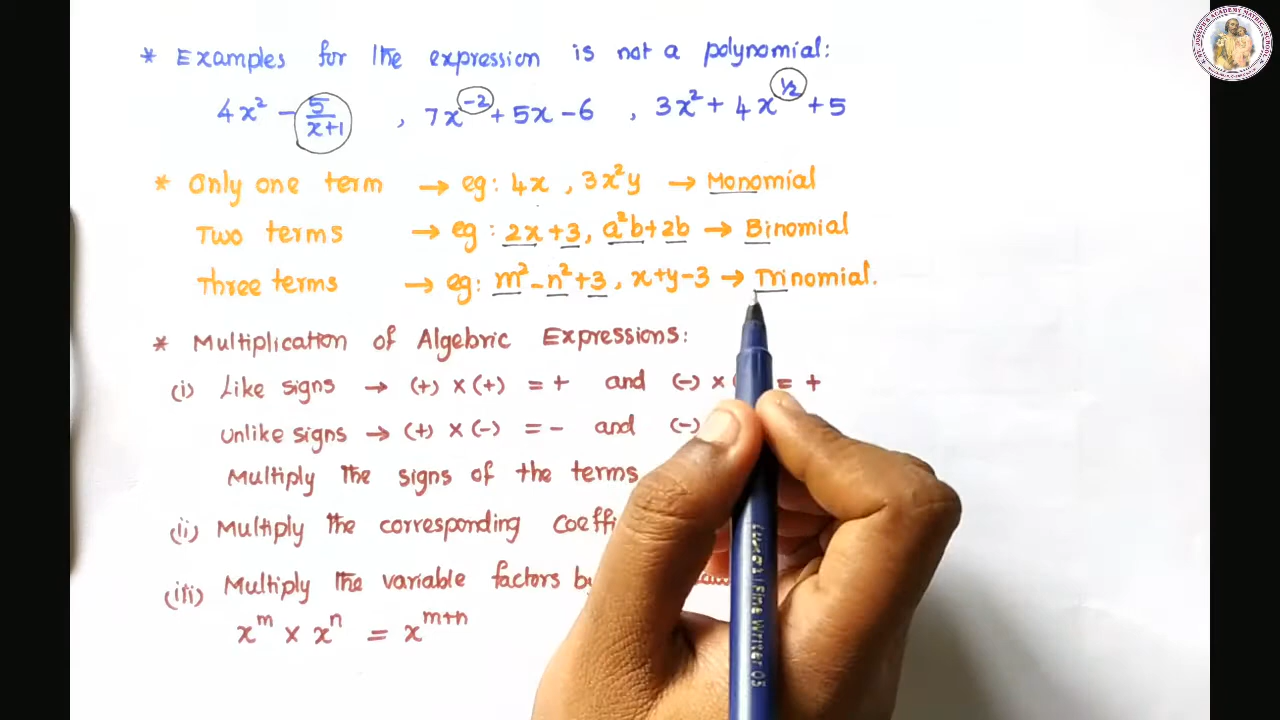 * Examples for the expression is not a polynomial:
4x² - 5/(x+1) , 7x⁻² + 5x - 6 , 3x² + 4x^(1/2) + 5
* Only one term → eg: 4x , 3x²y → Monomial
Two terms → eg: 2x + 3, a²b + 2b → Binomial
Three terms → eg: m² - n² + 3 , x+y-3 → Trinomial.
* Multiplication of Algebric Expressions:
(i) Like signs → (+) × (+) = + and (-) × = +
Unlike signs → (+) × (-) = - and (-)
Multiply the signs of the terms
(ii) Multiply the corresponding
(iii) Multiply the variable factors
xᵐ × xⁿ = xᵐ⁺ⁿ